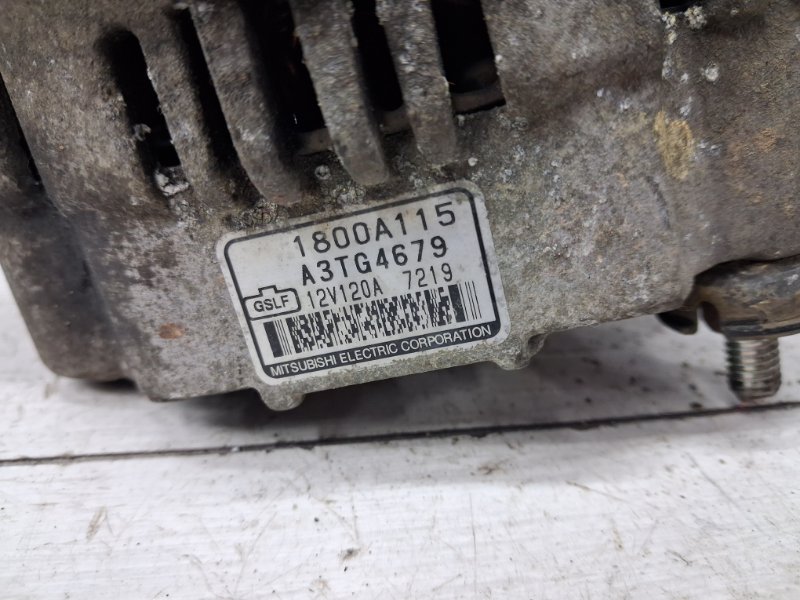 1800A115
A3TG4679
GSLF 12V120A 7219
MITSUBISHI ELECTRIC CORPORATION